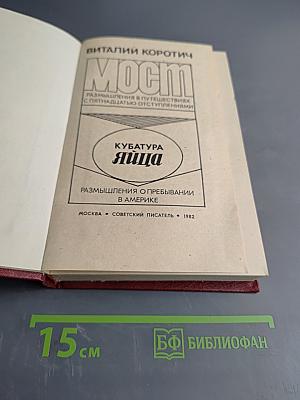 ВИТАЛИЙ КОРОТИЧ
мост
РАЗМЫШЛЕНИЯ В ПУТЕШЕСТВИЯХ
С ПЯТНАДЦАТЬЮ ОТСТУПЛЕНИЯМИ
КУБАТУРА
яйца
РАЗМЫШЛЕНИЯ О ПРЕБЫВАНИИ
В АМЕРИКЕ
МОСКВА • СОВЕТСКИЙ ПИСАТЕЛЬ • 1982
15 см
БФ БИБЛИОФАН